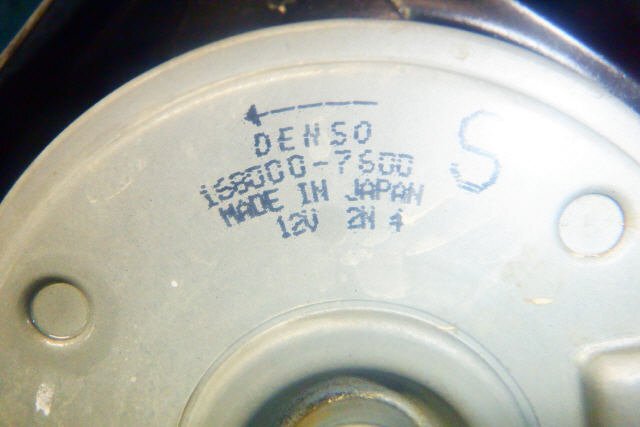 DENSO
168000-7600
MADE IN JAPAN
12V 2N 4
S